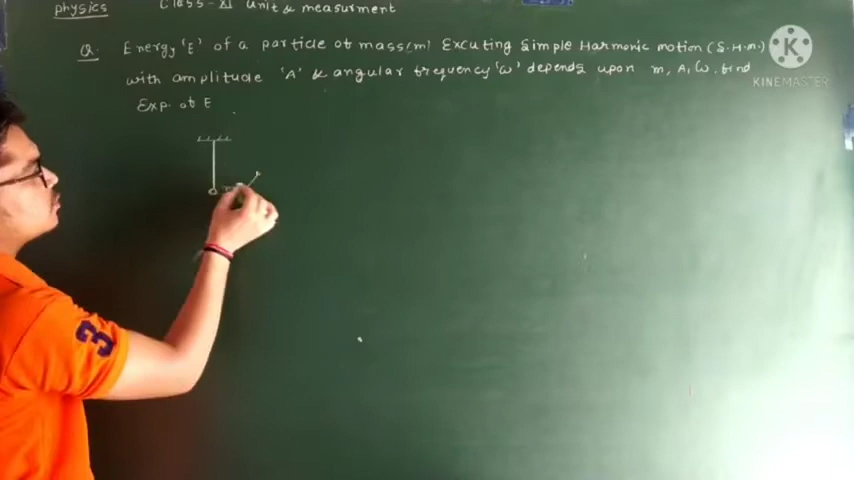 physics Class-XI Unit & measurment
Q. Energy 'E' of a particle of mass(m) Excuting Simple Harmonic motion (S.H.M.)
with amplitude 'A' & angular frequency 'ω' depends upon m, A, ω. find
Exp. of E
m
K
KINEMASTER
3